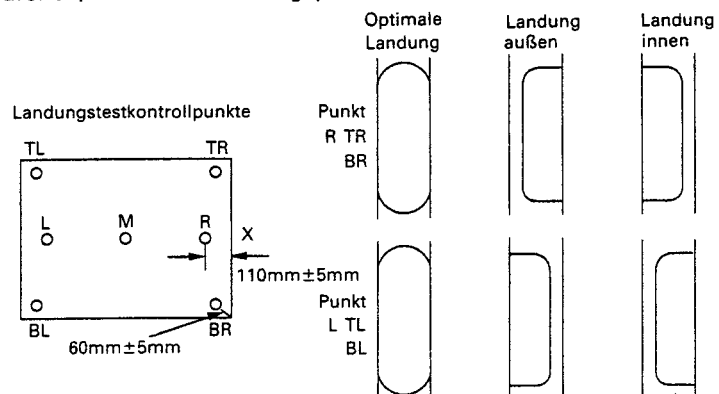 Optimale
Landung
Landung
außen
Landung
innen
Landungstestkontrollpunkte
TL
TR
L
M
R
X
110mm±5mm
BL
BR
60mm±5mm
Punkt
R TR
BR
Punkt
L TL
BL